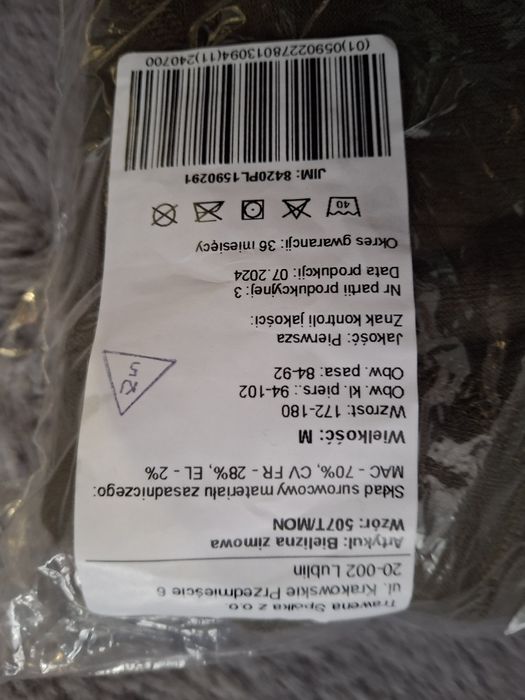 Trawena Spółka z o.o.
ul. Krakowskie Przedmieście 6
20-002 Lublin
Artykuł: Bielizna zimowa
Wzór: 507T/MON
Skład surowcowy materiału zasadniczego:
MAC - 70%, CV FR - 28%, EL - 2%
Wielkość: M
Wzrost: 172-180
Obw. kl. piers.: 94-102
Obw. pasa: 84-92
Jakość: Pierwsza
Znak kontroli jakości:
KJ
5
Nr partii produkcyjnej: 3
Data produkcji: 07.2024
Okres gwarancji: 36 miesięcy
40
JIM: 8420PL1590291
(01)05902278013094(11)240700